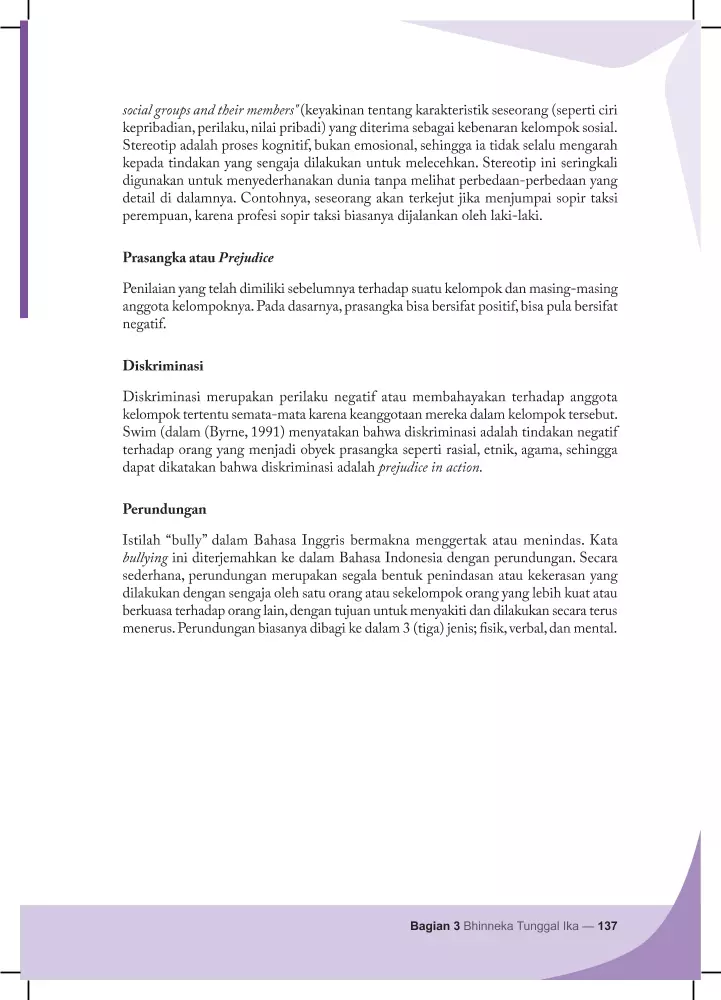 social groups and their members" (keyakinan tentang karakteristik seseorang (seperti ciri
kepribadian, perilaku, nilai pribadi) yang diterima sebagai kebenaran kelompok sosial.
Stereotip adalah proses kognitif, bukan emosional, sehingga ia tidak selalu mengarah
kepada tindakan yang sengaja dilakukan untuk melecehkan. Stereotip ini seringkali
digunakan untuk menyederhanakan dunia tanpa melihat perbedaan-perbedaan yang
detail di dalamnya. Contohnya, seseorang akan terkejut jika menjumpai sopir taksi
perempuan, karena profesi sopir taksi biasanya dijalankan oleh laki-laki.
Prasangka atau Prejudice
Penilaian yang telah dimiliki sebelumnya terhadap suatu kelompok dan masing-masing
anggota kelompoknya. Pada dasarnya, prasangka bisa bersifat positif, bisa pula bersifat
negatif.
Diskriminasi
Diskriminasi merupakan perilaku negatif atau membahayakan terhadap anggota
kelompok tertentu semata-mata karena keanggotaan mereka dalam kelompok tersebut.
Swim (dalam (Byrne, 1991) menyatakan bahwa diskriminasi adalah tindakan negatif
terhadap orang yang menjadi obyek prasangka seperti rasial, etnik, agama, sehingga
dapat dikatakan bahwa diskriminasi adalah prejudice in action.
Perundungan
Istilah “bully” dalam Bahasa Inggris bermakna menggertak atau menindas. Kata
bullying ini diterjemahkan ke dalam Bahasa Indonesia dengan perundungan. Secara
sederhana, perundungan merupakan segala bentuk penindasan atau kekerasan yang
dilakukan dengan sengaja oleh satu orang atau sekelompok orang yang lebih kuat atau
berkuasa terhadap orang lain, dengan tujuan untuk menyakiti dan dilakukan secara terus
menerus. Perundungan biasanya dibagi ke dalam 3 (tiga) jenis; fisik, verbal, dan mental.
Bagian 3 Bhinneka Tunggal Ika — 137